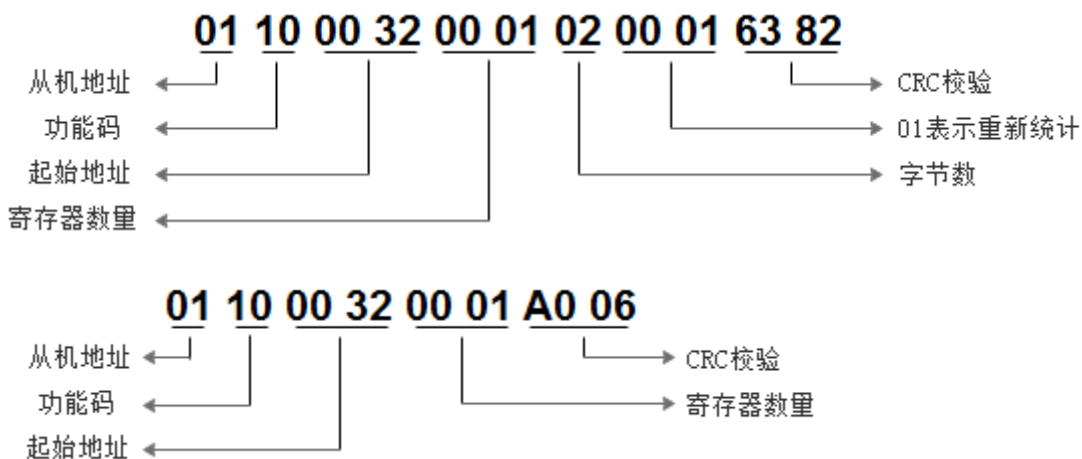 01 10 00 32 00 01 02 00 01 63 82
从机地址 CRC校验
功能码 01表示重新统计
起始地址 字节数
寄存器数量
01 10 00 32 00 01 A0 06
从机地址 CRC校验
功能码 寄存器数量
起始地址